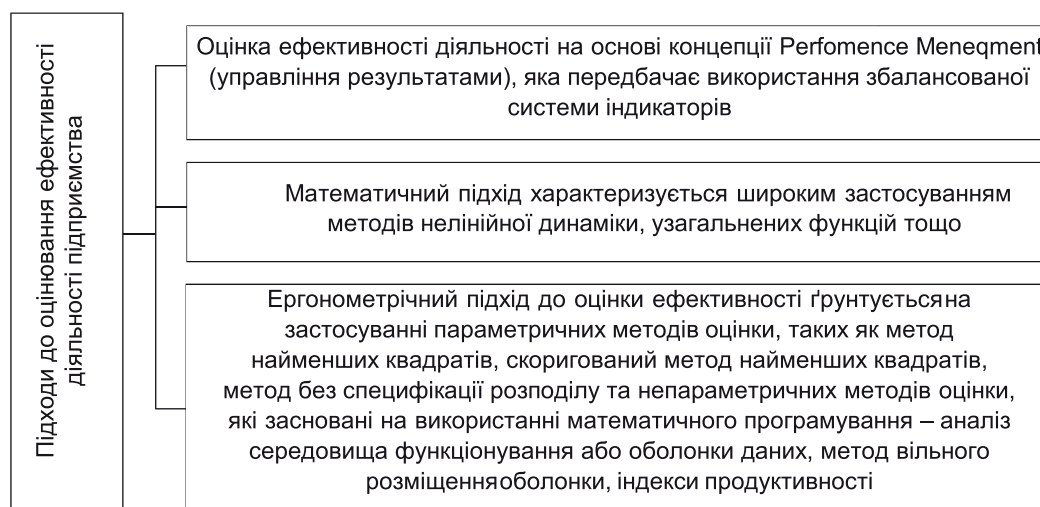 Підходи до оцінювання ефективності
діяльності підприємства
Оцінка ефективності діяльності на основі концепції Perfomence Meneqment
(управління результатами), яка передбачає використання збалансованої
системи індикаторів
Математичний підхід характеризується широким застосуванням
методів нелінійної динаміки, узагальнених функцій тощо
Ергонометрічний підхід до оцінки ефективності ґрунтуєтьсяна
застосуванні параметричних методів оцінки, таких як метод
найменших квадратів, скоригований метод найменших квадратів,
метод без специфікації розподілу та непараметричних методів оцінки,
які засновані на використанні математичного програмування – аналіз
середовища функціонування або оболонки даних, метод вільного
розміщенняоболонки, індекси продуктивності